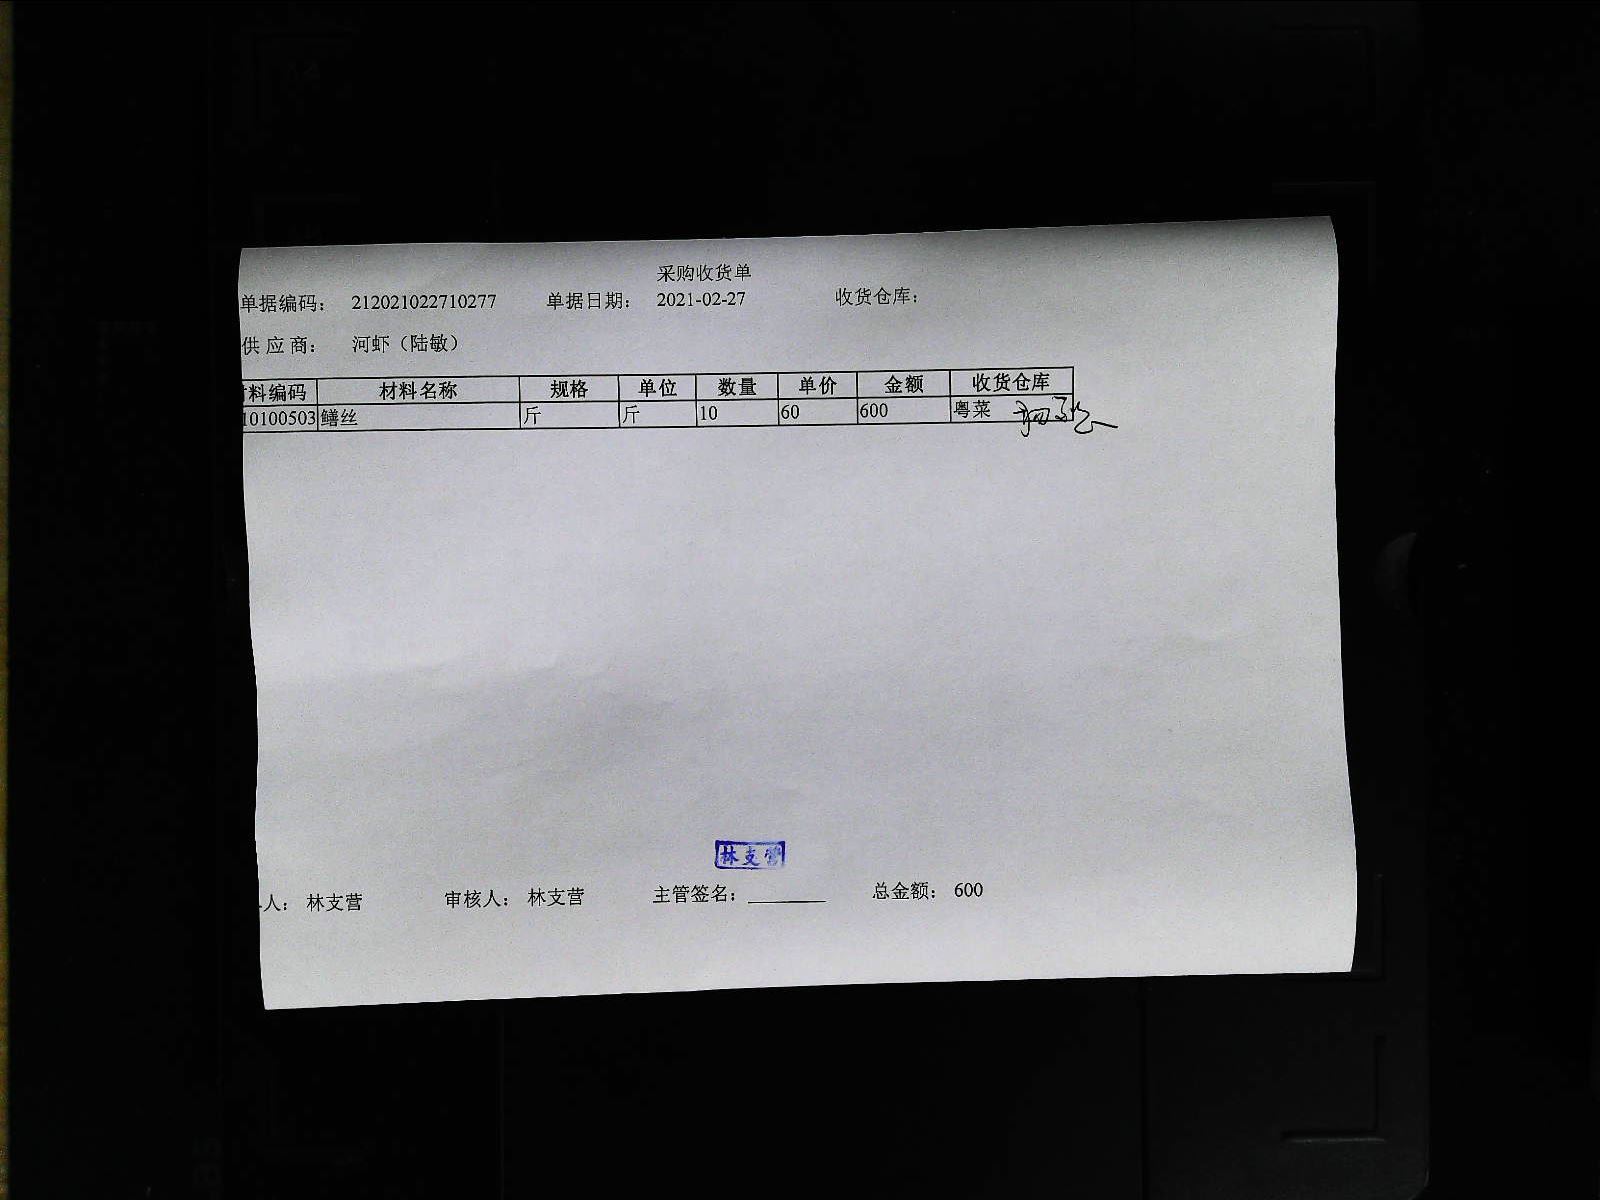 采购收货单
单据编码： 212021022710277 单据日期： 2021-02-27 收货仓库：
供应商： 河虾（陆敏）
料编码 材料名称 规格 单位 数量 单价 金额 收货仓库
10100503 鳝丝 斤 斤 10 60 600 粤菜
林支营
人： 林支营 审核人： 林支营 主管签名： 总金额： 600